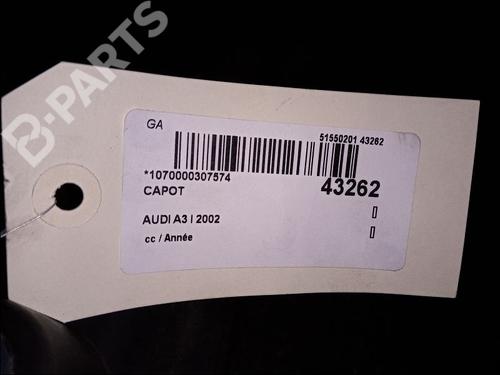 B-PARTS
GA
51550201 43262
*1070000307574
CAPOT
43262
AUDI A3 I 2002
cc / Année